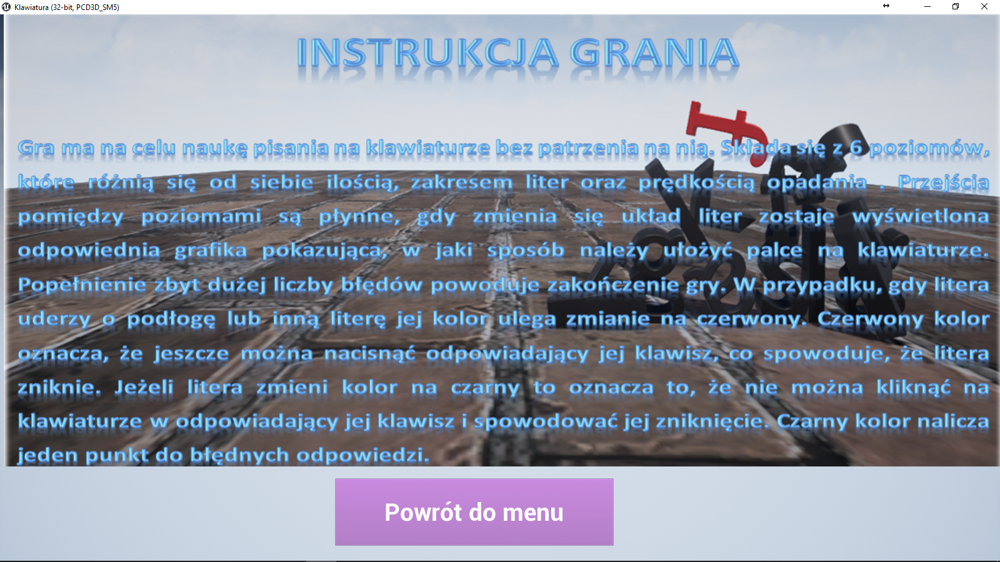 Klawiatura (32-bit, PCD3D_SM5)
INSTRUKCJA GRANIA
Gra ma na celu naukę pisania na klawiaturze bez patrzenia na nią. Składa się z 6 poziomów,
które różnią się od siebie ilością, zakresem liter oraz prędkością opadania . Przejścia
pomiędzy poziomami są płynne, gdy zmienia się układ liter zostaje wyświetlona
odpowiednia grafika pokazująca, w jaki sposób należy ułożyć palce na klawiaturze.
Popełnienie zbyt dużej liczby błędów powoduje zakończenie gry. W przypadku, gdy litera
uderzy o podłogę lub inną literę jej kolor ulega zmianie na czerwony. Czerwony kolor
oznacza, że jeszcze można nacisnąć odpowiadający jej klawisz, co spowoduje, że litera
zniknie. Jeżeli litera zmieni kolor na czarny to oznacza to, że nie można kliknąć na
klawiaturze w odpowiadający jej klawisz i spowodować jej zniknięcie. Czarny kolor nalicza
jeden punkt do błędnych odpowiedzi.
Powrót do menu